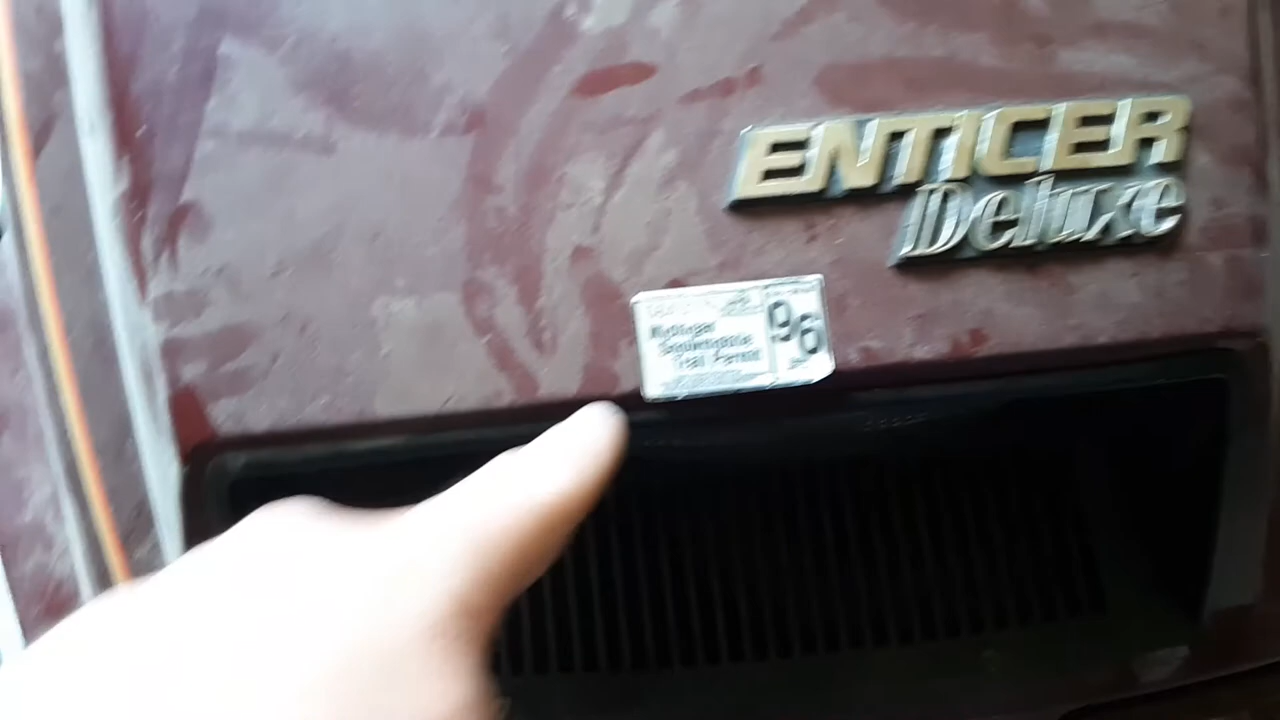 ENTICER
Deluxe
Michigan
Snowmobile
Trail Permit
96